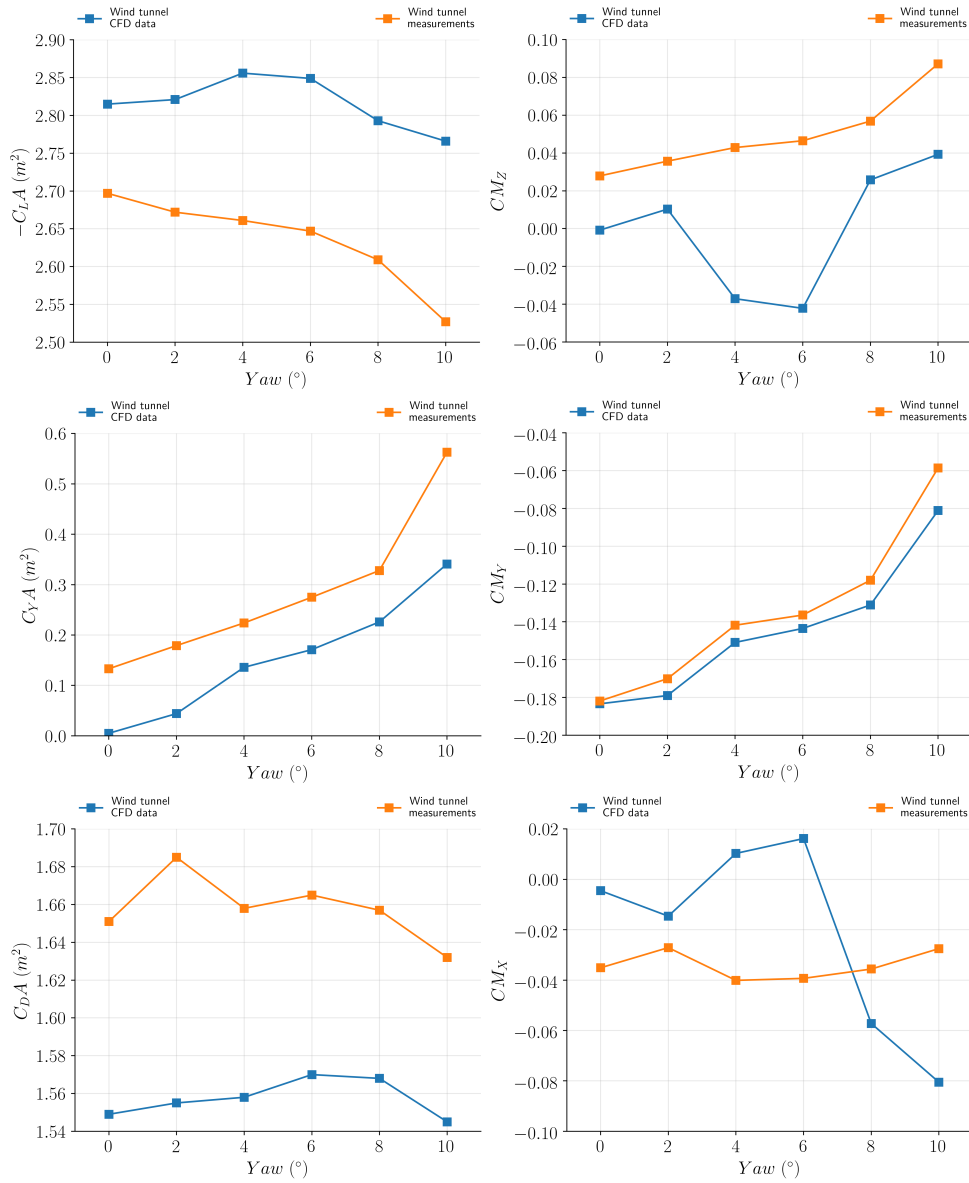 Wind tunnel
CFD data
Wind tunnel
measurements
2.90
2.85
2.80
2.75
2.70
2.65
2.60
2.55
2.50
−C_L A (m²)
0 2 4 6 8 10
Yaw (°)
Wind tunnel
CFD data
Wind tunnel
measurements
0.10
0.08
0.06
0.04
0.02
0.00
−0.02
−0.04
−0.06
CM_Z
0 2 4 6 8 10
Yaw (°)
Wind tunnel
CFD data
Wind tunnel
measurements
0.6
0.5
0.4
0.3
0.2
0.1
0.0
C_Y A (m²)
0 2 4 6 8 10
Yaw (°)
Wind tunnel
CFD data
Wind tunnel
measurements
−0.04
−0.06
−0.08
−0.10
−0.12
−0.14
−0.16
−0.18
−0.20
CM_Y
0 2 4 6 8 10
Yaw (°)
Wind tunnel
CFD data
Wind tunnel
measurements
1.70
1.68
1.66
1.64
1.62
1.60
1.58
1.56
1.54
C_D A (m²)
0 2 4 6 8 10
Yaw (°)
Wind tunnel
CFD data
Wind tunnel
measurements
0.02
0.00
−0.02
−0.04
−0.06
−0.08
−0.10
CM_X
0 2 4 6 8 10
Yaw (°)